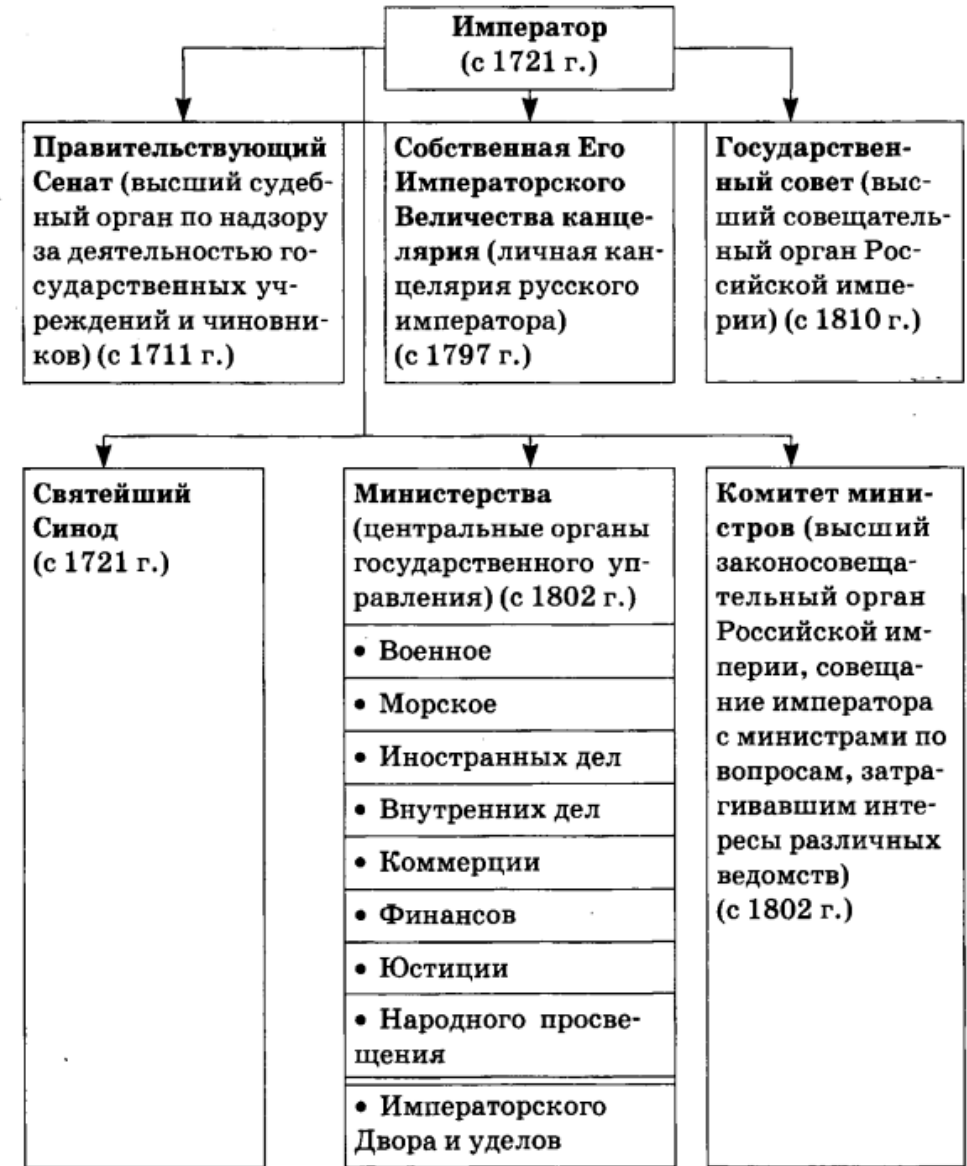 Император
(с 1721 г.)
Правительствующий
Сенат (высший судеб-
ный орган по надзору
за деятельностью го-
сударственных уч-
реждений и чиновни-
ков) (с 1711 г.)
Собственная Его
Императорского
Величества канце-
лярия (личная кан-
целярия русского
императора)
(с 1797 г.)
Государствен-
ный совет (выс-
ший совещатель-
ный орган Рос-
сийской импе-
рии) (с 1810 г.)
Святейший
Синод
(с 1721 г.)
Министерства
(центральные органы
государственного уп-
равления) (с 1802 г.)
• Военное
• Морское
• Иностранных дел
• Внутренних дел
• Коммерции
• Финансов
• Юстиции
• Народного просве-
щения
• Императорского
Двора и уделов
Комитет мини-
стров (высший
законосовеща-
тельный орган
Российской им-
перии, совеща-
ние императора
с министрами по
вопросам, затра-
гивавшим инте-
ресы различных
ведомств)
(с 1802 г.)